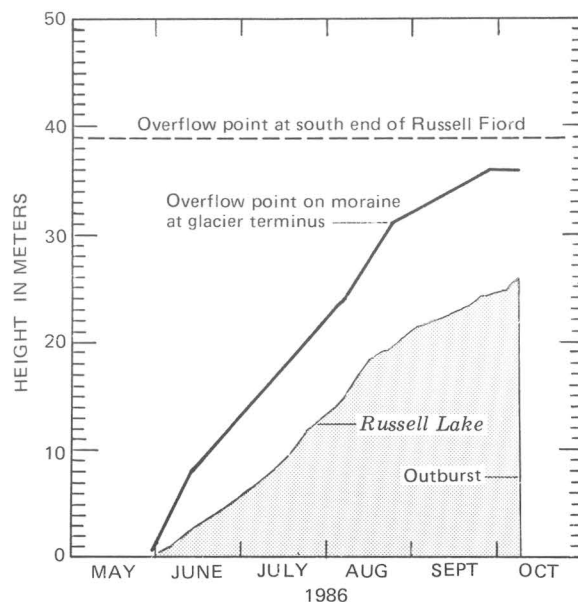 50
40
30
20
10
0
HEIGHT IN METERS
Overflow point at south end of Russell Fiord
Overflow point on moraine
at glacier terminus
Russell Lake
Outburst
MAY
JUNE
JULY
AUG
SEPT
OCT
1986